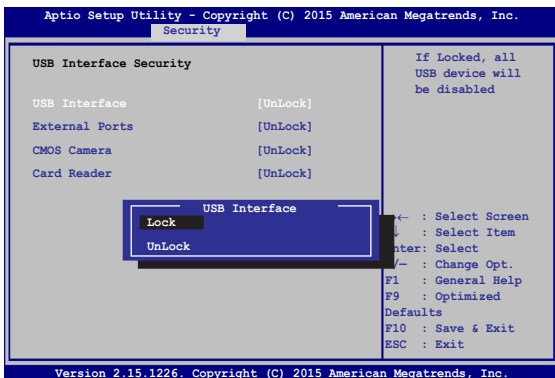 Aptio Setup Utility - Copyright (C) 2015 American Megatrends, Inc.
Security
USB Interface Security
USB Interface [UnLock]
External Ports [UnLock]
CMOS Camera [UnLock]
Card Reader [UnLock]
If Locked, all
USB device will
be disabled
USB Interface
Lock
UnLock
→← : Select Screen
↓ : Select Item
nter: Select
/— : Change Opt.
F1 : General Help
F9 : Optimized
Defaults
F10 : Save & Exit
ESC : Exit
Version 2.15.1226. Copyright (C) 2015 American Megatrends, Inc.